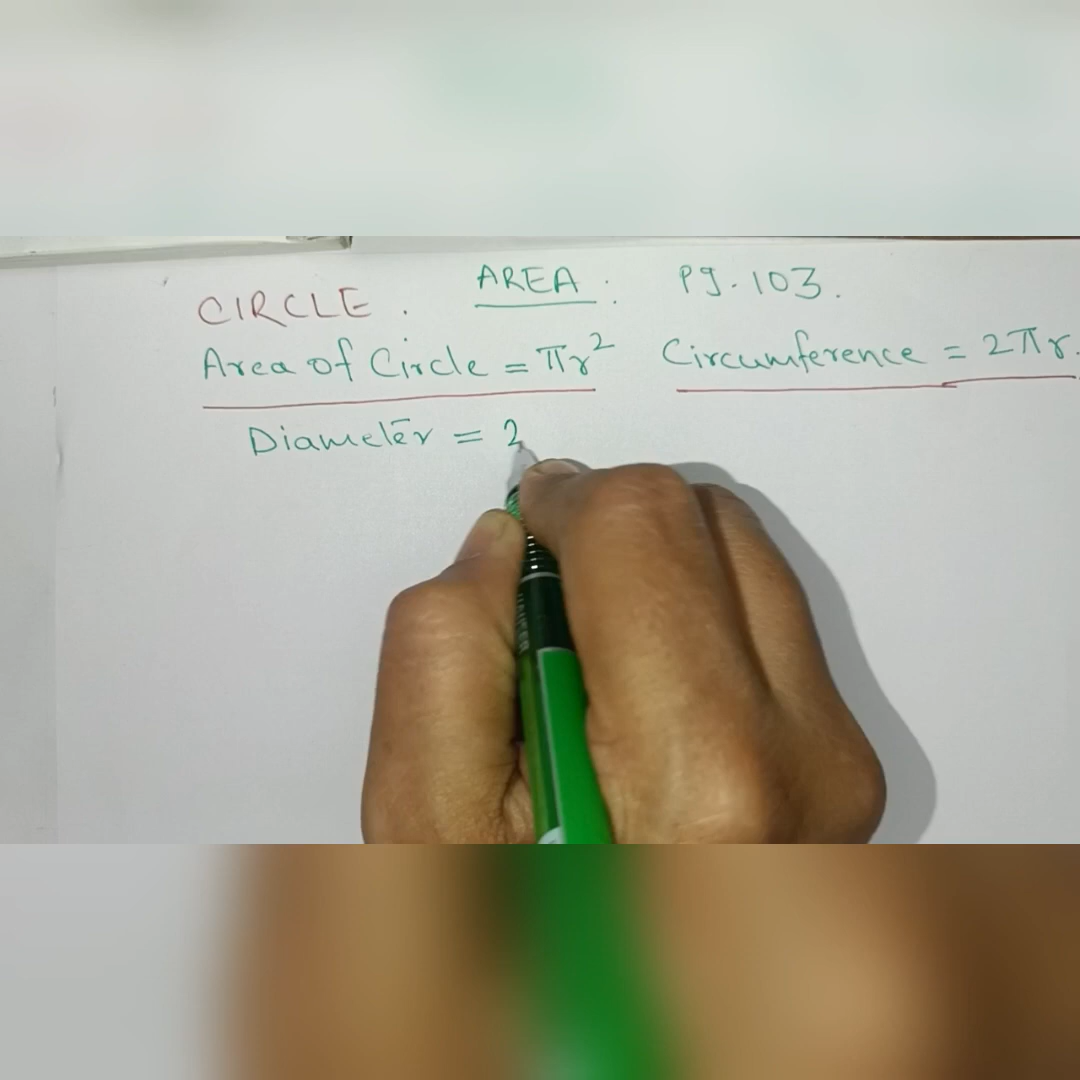 AREA : Pg. 103.
CIRCLE .
Area of Circle = πr² Circumference = 2πr.
Diameter = 2